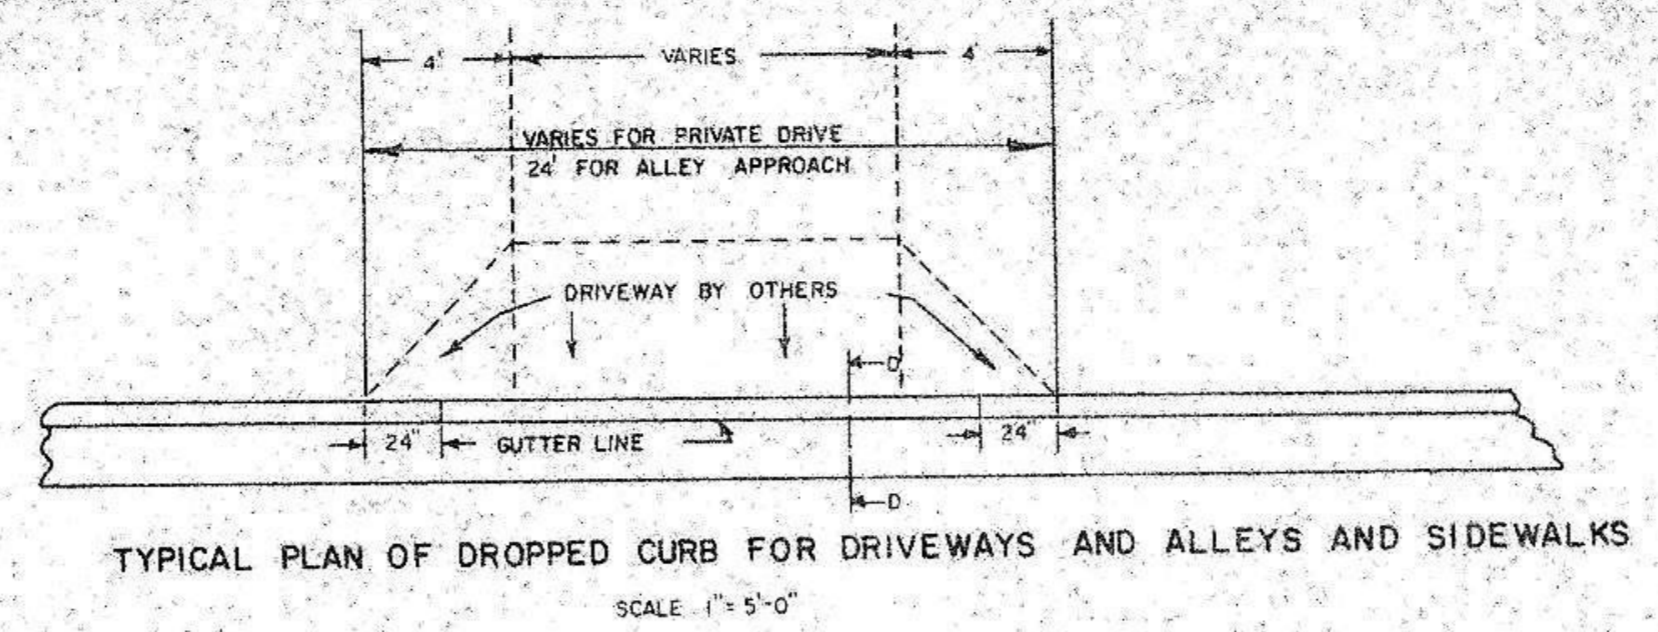 4' VARIES 4'
VARIES FOR PRIVATE DRIVE
24' FOR ALLEY APPROACH
DRIVEWAY BY OTHERS
D
24" GUTTER LINE 24"
D
TYPICAL PLAN OF DROPPED CURB FOR DRIVEWAYS AND ALLEYS AND SIDEWALKS
SCALE 1"= 5'-0"